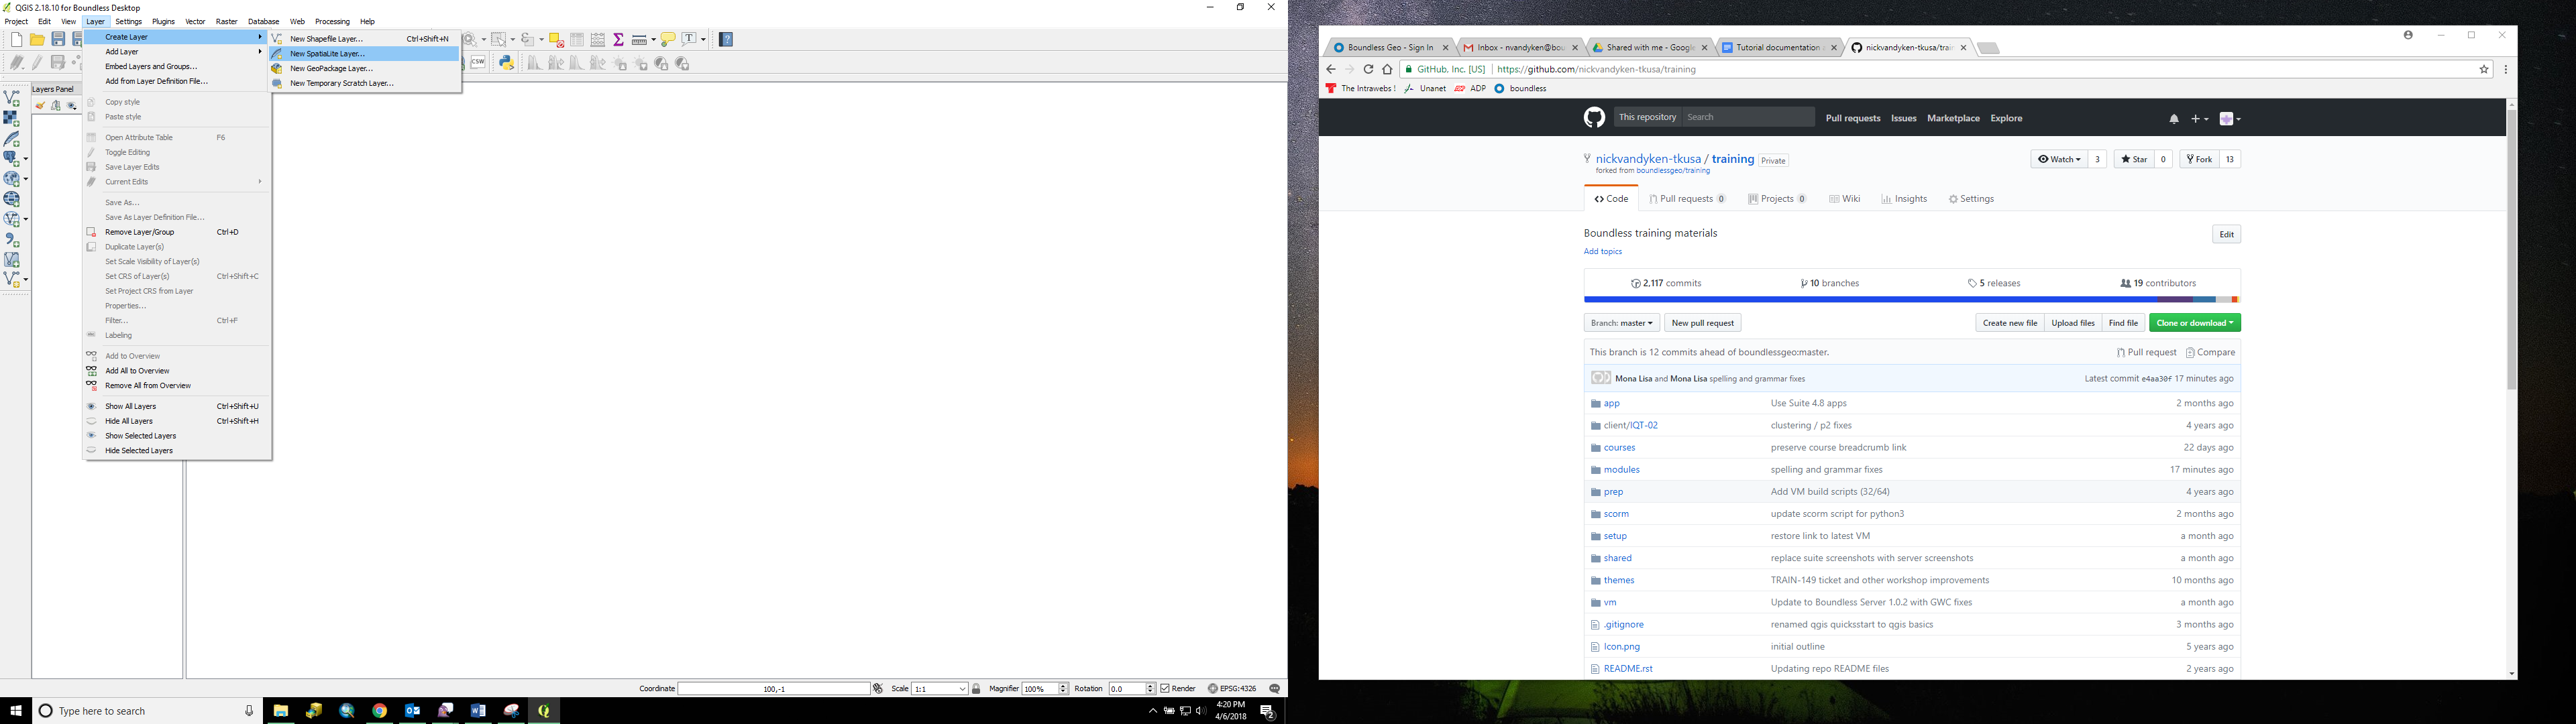 QGIS 2.18.10 for Boundless Desktop
Project Edit View Layer Settings Plugins Vector Raster Database Web Processing Help
Create Layer
Add Layer
Embed Layers and Groups...
Add from Layer Definition File...
Copy style
Paste style
Open Attribute Table F6
Toggle Editing
Save Layer Edits
Current Edits
Save As...
Save As Layer Definition File...
Remove Layer/Group Ctrl+D
Duplicate Layer(s)
Set Scale Visibility of Layer(s)
Set CRS of Layer(s) Ctrl+Shift+C
Set Project CRS from Layer
Properties...
Filter... Ctrl+F
Labeling
Add to Overview
Add All to Overview
Remove All from Overview
Show All Layers Ctrl+Shift+U
Hide All Layers Ctrl+Shift+H
Show Selected Layers
Hide Selected Layers
New Shapefile Layer... Ctrl+Shift+N
New SpatiaLite Layer...
New GeoPackage Layer...
New Temporary Scratch Layer...
CSW
Layers Panel
Coordinate 100,-1 Scale 1:1 Magnifier 100% Rotation 0.0 Render EPSG:4326
Type here to search
4:20 PM
4/6/2018
2
Boundless Geo - Sign In
Inbox - nvandyken@bou
Shared with me - Google
Tutorial documentation
nickvandyken-tkusa/trai
GitHub, Inc. [US] https://github.com/nickvandyken-tkusa/training
The Intrawebs ! Unanet ADP boundless
This repository Search Pull requests Issues Marketplace Explore
nickvandyken-tkusa / training Private
forked from boundlessgeo/training
Watch 3 Star 0 Fork 13
Code Pull requests 0 Projects 0 Wiki Insights Settings
Boundless training materials Edit
Add topics
2,117 commits 10 branches 5 releases 19 contributors
Branch: master New pull request Create new file Upload files Find file Clone or download
This branch is 12 commits ahead of boundlessgeo:master. Pull request Compare
Mona Lisa and Mona Lisa spelling and grammar fixes Latest commit e4aa30f 17 minutes ago
app Use Suite 4.8 apps 2 months ago
client/IQT-02 clustering / p2 fixes 4 years ago
courses preserve course breadcrumb link 22 days ago
modules spelling and grammar fixes 17 minutes ago
prep Add VM build scripts (32/64) 4 years ago
scorm update scorm script for python3 2 months ago
setup restore link to latest VM a month ago
shared replace suite screenshots with server screenshots a month ago
themes TRAIN-149 ticket and other workshop improvements 10 months ago
vm Update to Boundless Server 1.0.2 with GWC fixes a month ago
.gitignore renamed qgis quicksstart to qgis basics 3 months ago
Icon.png initial outline 5 years ago
README.rst Updating repo README files 2 years ago